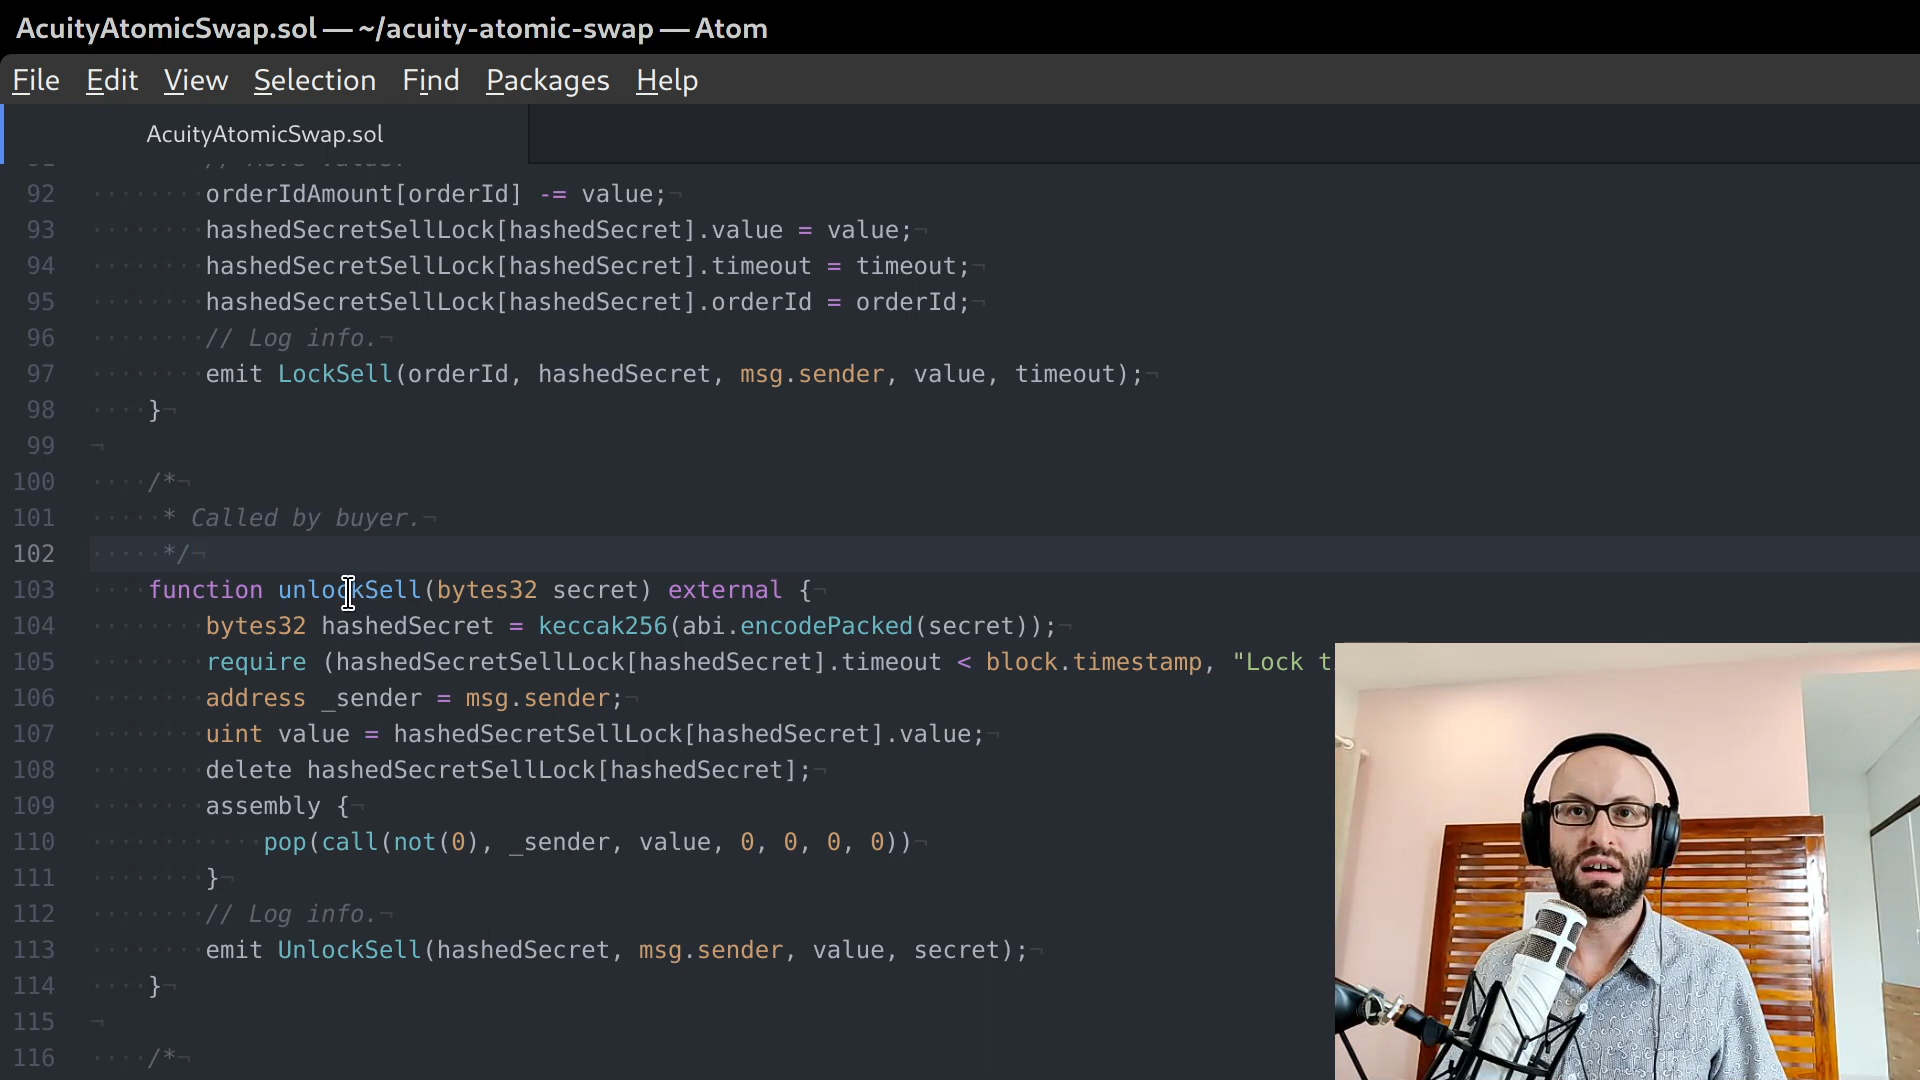 AcuityAtomicSwap.sol — ~/acuity-atomic-swap — Atom
File Edit View Selection Find Packages Help
AcuityAtomicSwap.sol
92 orderIdAmount[orderId] -= value;
93 hashedSecretSellLock[hashedSecret].value = value;
94 hashedSecretSellLock[hashedSecret].timeout = timeout;
95 hashedSecretSellLock[hashedSecret].orderId = orderId;
96 // Log info.
97 emit LockSell(orderId, hashedSecret, msg.sender, value, timeout);
98 }
99
100 /*
101 * Called by buyer.
102 */
103 function unlockSell(bytes32 secret) external {
104 bytes32 hashedSecret = keccak256(abi.encodePacked(secret));
105 require (hashedSecretSellLock[hashedSecret].timeout < block.timestamp, "Lock t
106 address _sender = msg.sender;
107 uint value = hashedSecretSellLock[hashedSecret].value;
108 delete hashedSecretSellLock[hashedSecret];
109 assembly {
110 pop(call(not(0), _sender, value, 0, 0, 0, 0))
111 }
112 // Log info.
113 emit UnlockSell(hashedSecret, msg.sender, value, secret);
114 }
115
116 /*